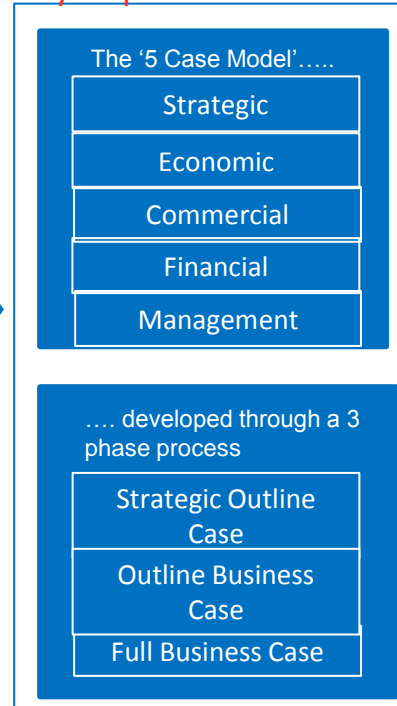 The ‘5 Case Model’…..
Strategic
Economic
Commercial
Financial
Management
…. developed through a 3
phase process
Strategic Outline
Case
Outline Business
Case
Full Business Case